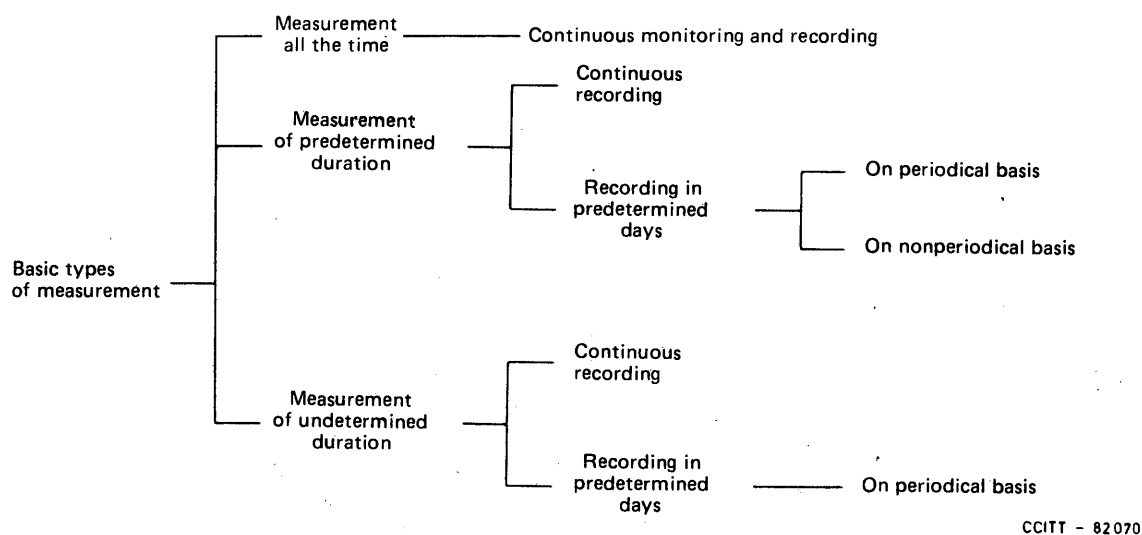 Measurement
all the time
Continuous monitoring and recording
Continuous
recording
Measurement
of predetermined
duration
On periodical basis
Recording in
predetermined
days
On nonperiodical basis
Basic types
of measurement
Continuous
recording
Measurement
of undetermined
duration
Recording in
predetermined
days
On periodical basis
CCITT - 82070